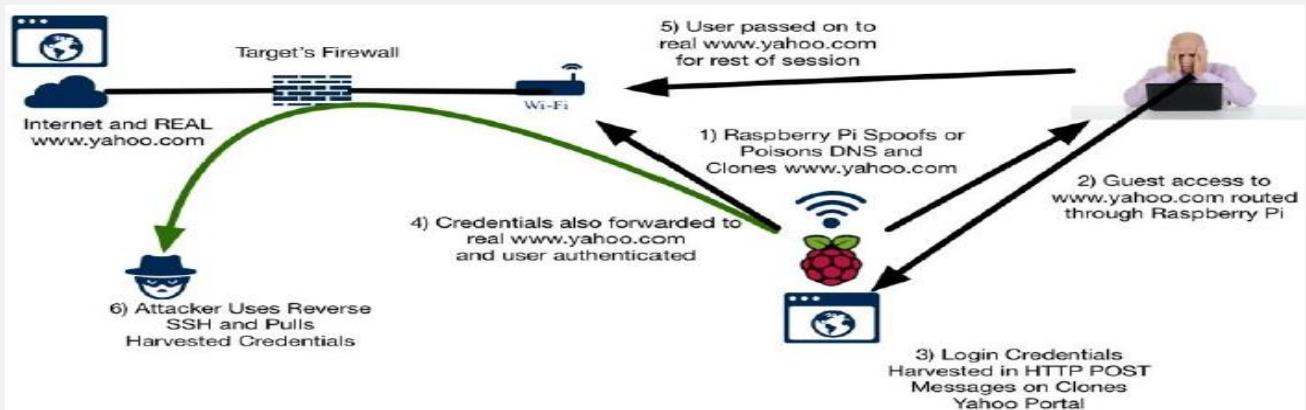 5) User passed on to
real www.yahoo.com
for rest of session
Target's Firewall
Wi-Fi
Internet and REAL
www.yahoo.com
1) Raspberry Pi Spoofs or
Poisons DNS and
Clones www.yahoo.com
2) Guest access to
www.yahoo.com routed
through Raspberry Pi
4) Credentials also forwarded to
real www.yahoo.com
and user authenticated
6) Attacker Uses Reverse
SSH and Pulls
Harvested Credentials
3) Login Credentials
Harvested in HTTP POST
Messages on Clones
Yahoo Portal